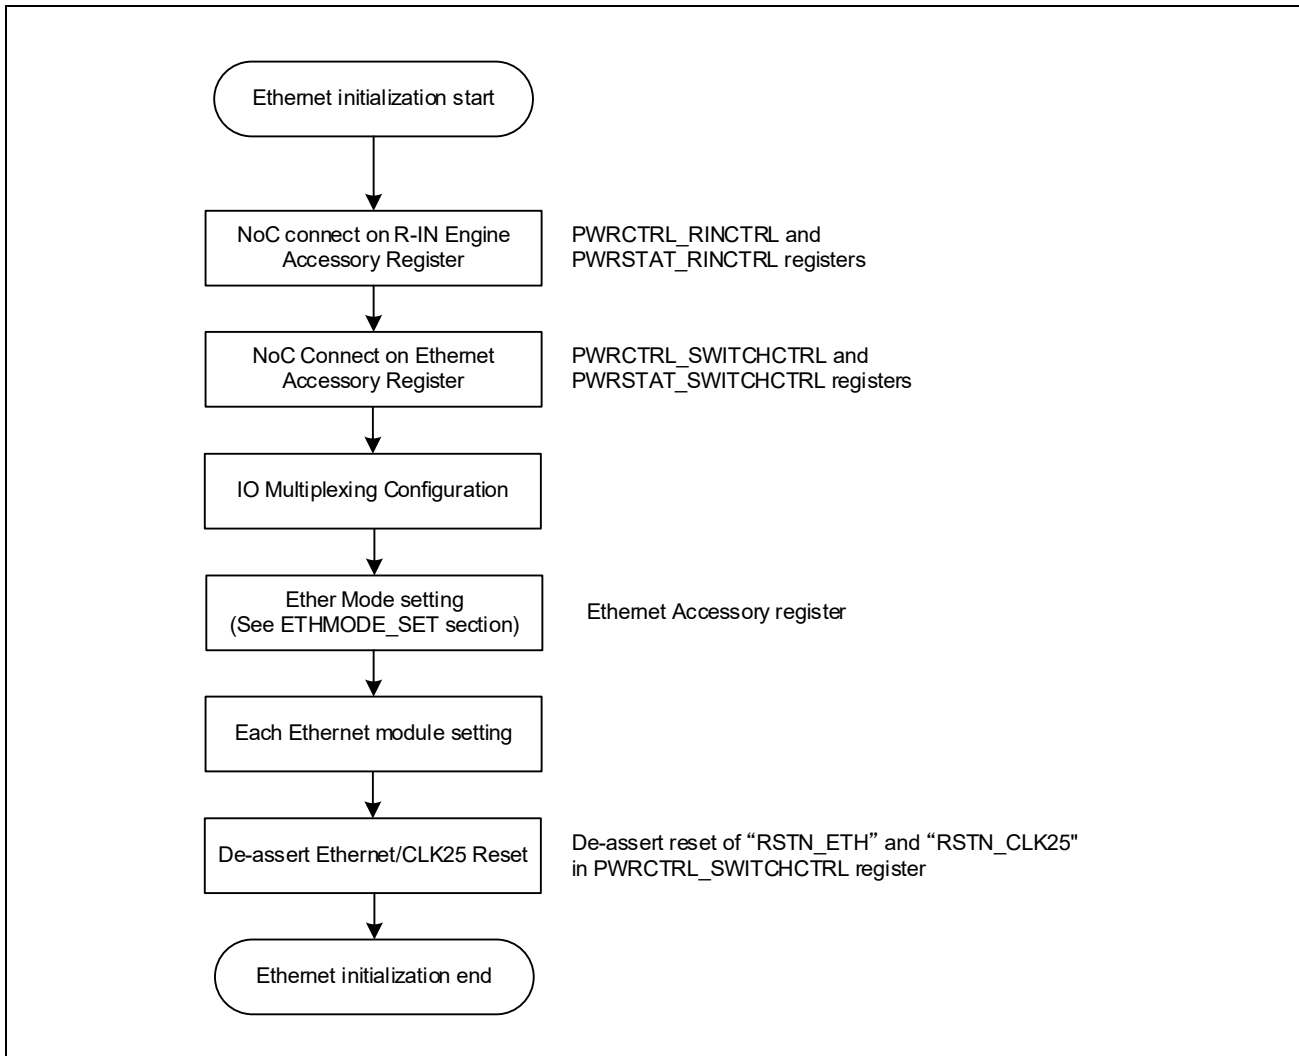 Ethernet initialization start
NoC connect on R-IN Engine
Accessory Register
PWRCTRL_RINCTRL and
PWRSTAT_RINCTRL registers
NoC Connect on Ethernet
Accessory Register
PWRCTRL_SWITCHCTRL and
PWRSTAT_SWITCHCTRL registers
IO Multiplexing Configuration
Ether Mode setting
(See ETHMODE_SET section)
Ethernet Accessory register
Each Ethernet module setting
De-assert Ethernet/CLK25 Reset
De-assert reset of “RSTN_ETH” and “RSTN_CLK25"
in PWRCTRL_SWITCHCTRL register
Ethernet initialization end